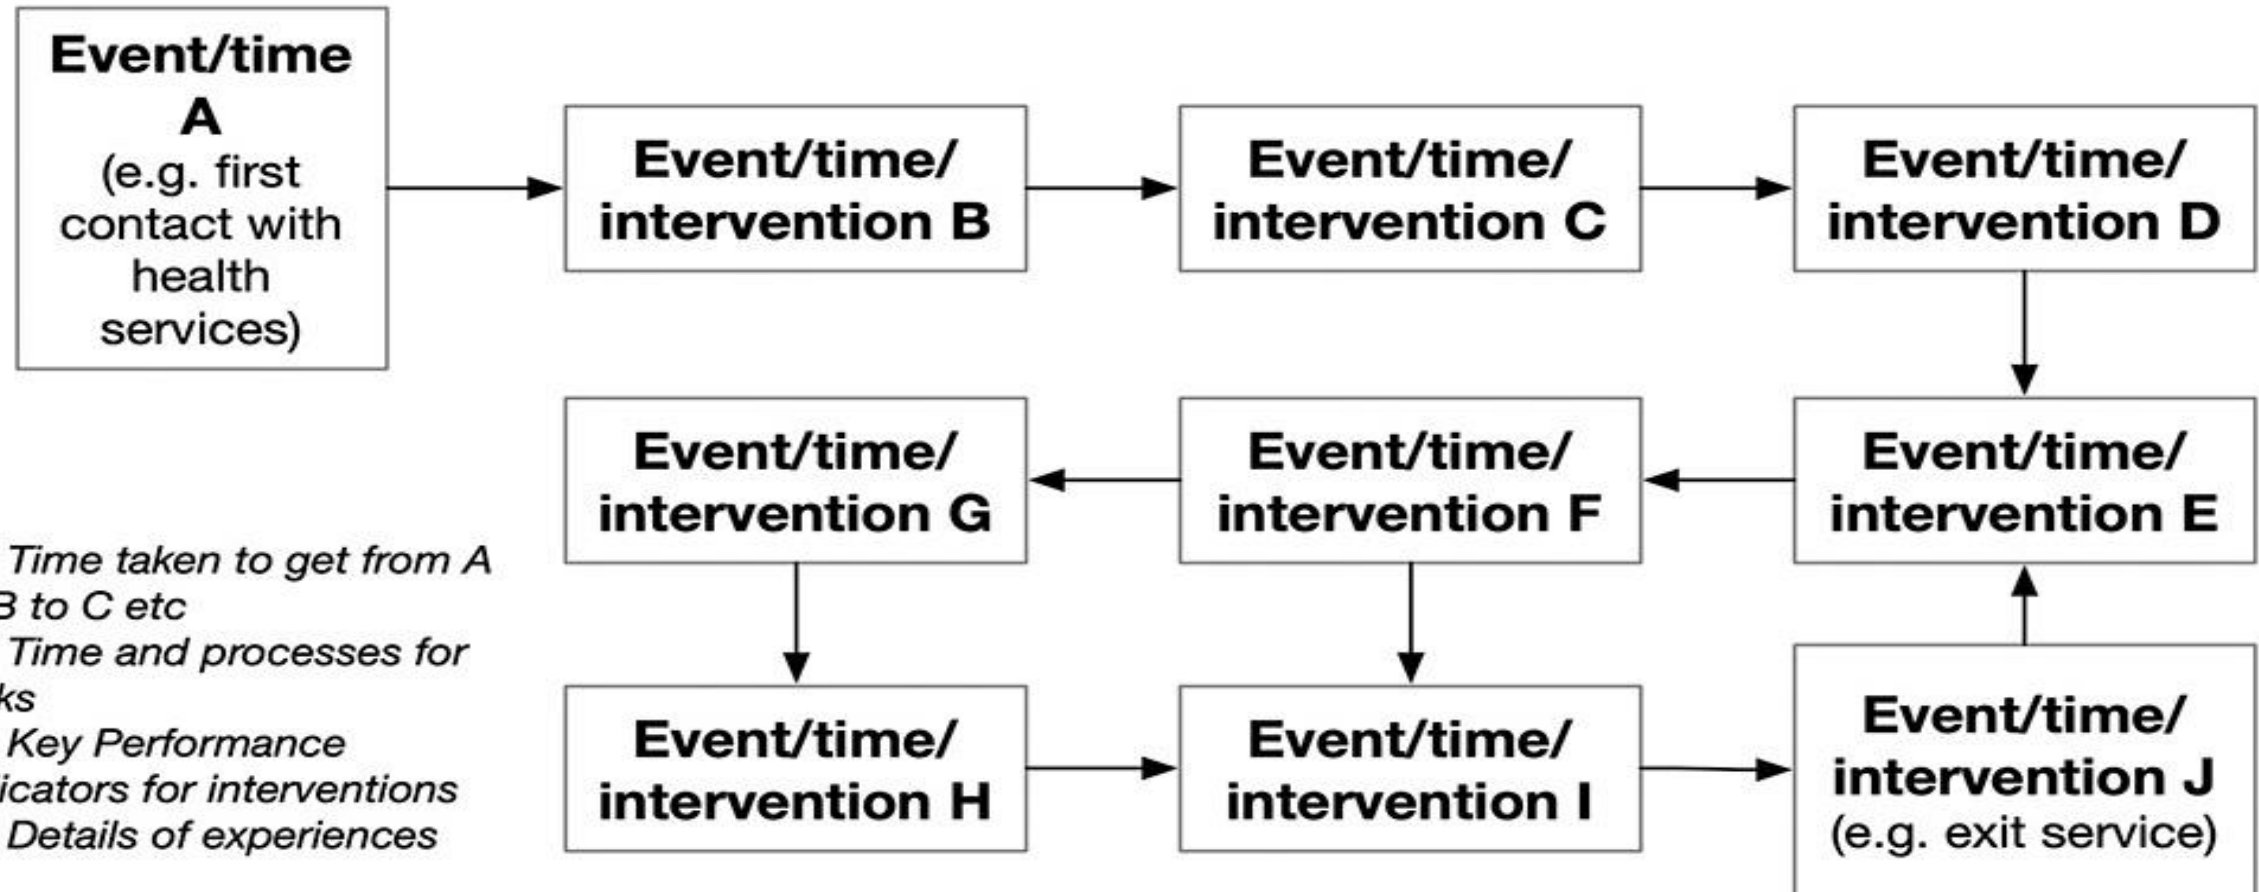 Event/time
A
(e.g. first
contact with
health
services)
Event/time/
intervention B
Event/time/
intervention C
Event/time/
intervention D
Event/time/
intervention G
Event/time/
intervention F
Event/time/
intervention E
Time taken to get from A
B to C etc
Time and processes for
Key Performance
icators for interventions
Details of experiences
Event/time/
intervention H
Event/time/
intervention I
Event/time/
intervention J
(e.g. exit service)